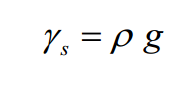 γₛ = ρ g